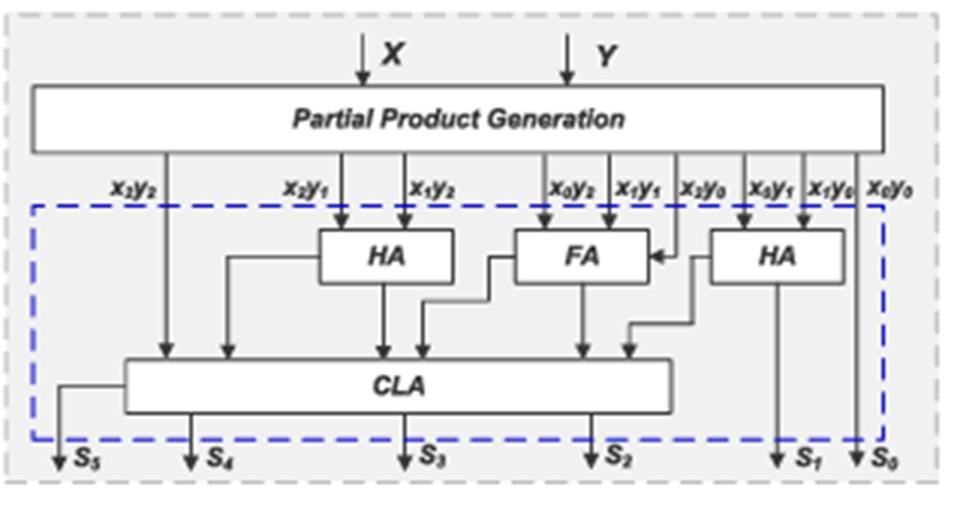 X Y
Partial Product Generation
x₂y₂ x₂y₁ x₁y₂ x₀y₂ x₁y₁ x₂y₀ x₀y₁ x₁y₀ x₀y₀
HA FA HA
CLA
S₅ S₄ S₃ S₂ S₁ S₀